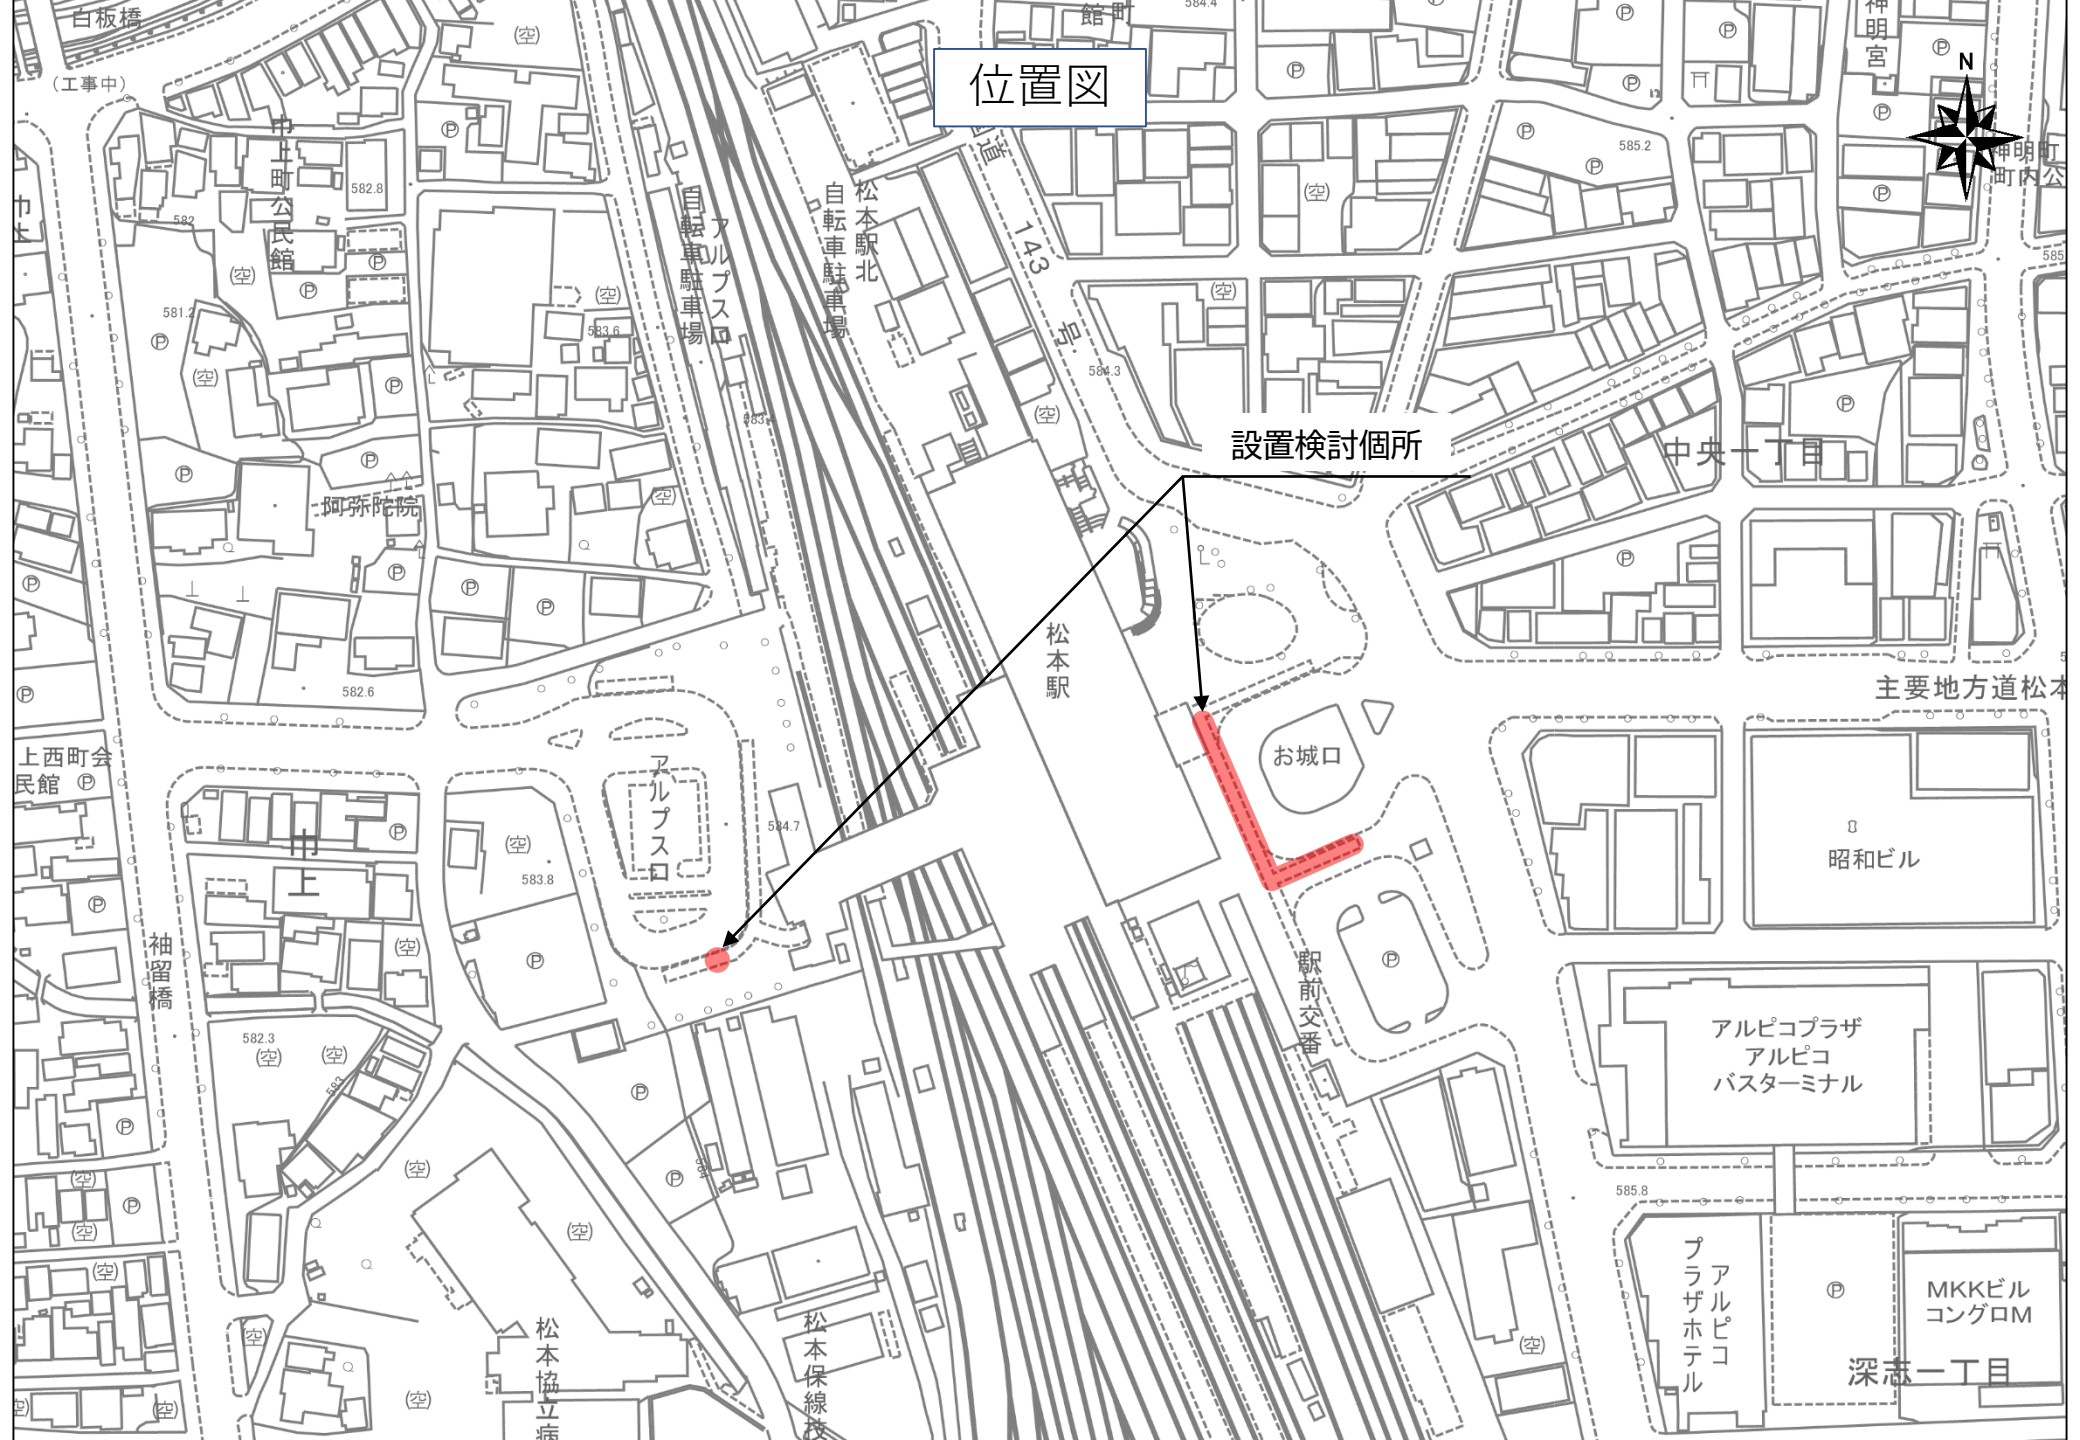 位置図
N
設置検討個所
白板橋
(工事中)
(空)
館町
584.4
神明宮
道
143
号
585.2
神明町
町内公
巾上町公民館
582.8
582
581.2
583.6
アルプス口
自転車駐車場
松本駅北
自転車駐車場
584.3
中央一丁目
阿弥陀院
582.6
松本駅
お城口
主要地方道松本
上西町会
民館
アルプス口
584.7
583.8
巾上
昭和ビル
袖留橋
駅前交番
582.3
583
アルピコプラザ
アルピコ
バスターミナル
584
585.8
アルピコ
プラザホテル
MKKビル
コングロM
深志一丁目
松本協立病
松本保線技